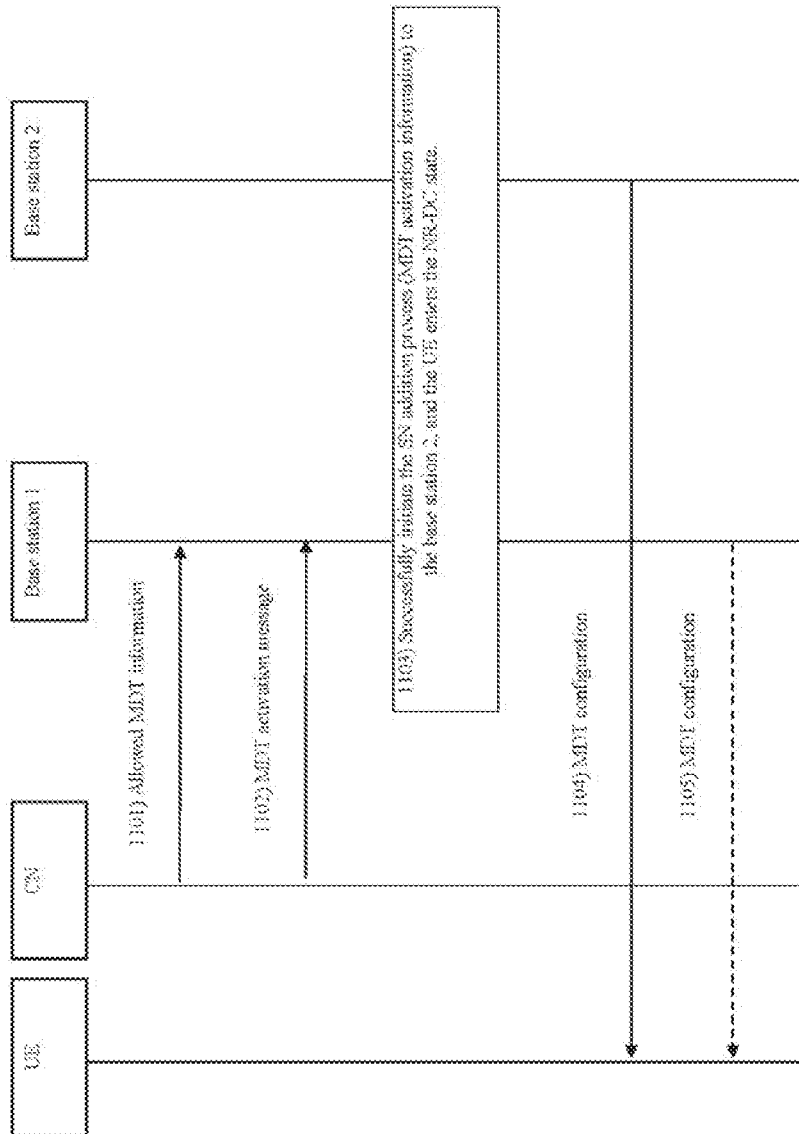 UE
CN
Base station 1
Base station 2
1101) Allowed MDT information
1102) MDT activation message
1103) Successfully initiate the SN addition process (MDT activation information) to
the base station 2, and the UE enters the NR-DC state.
1104) MDT configuration
1105) MDT configuration